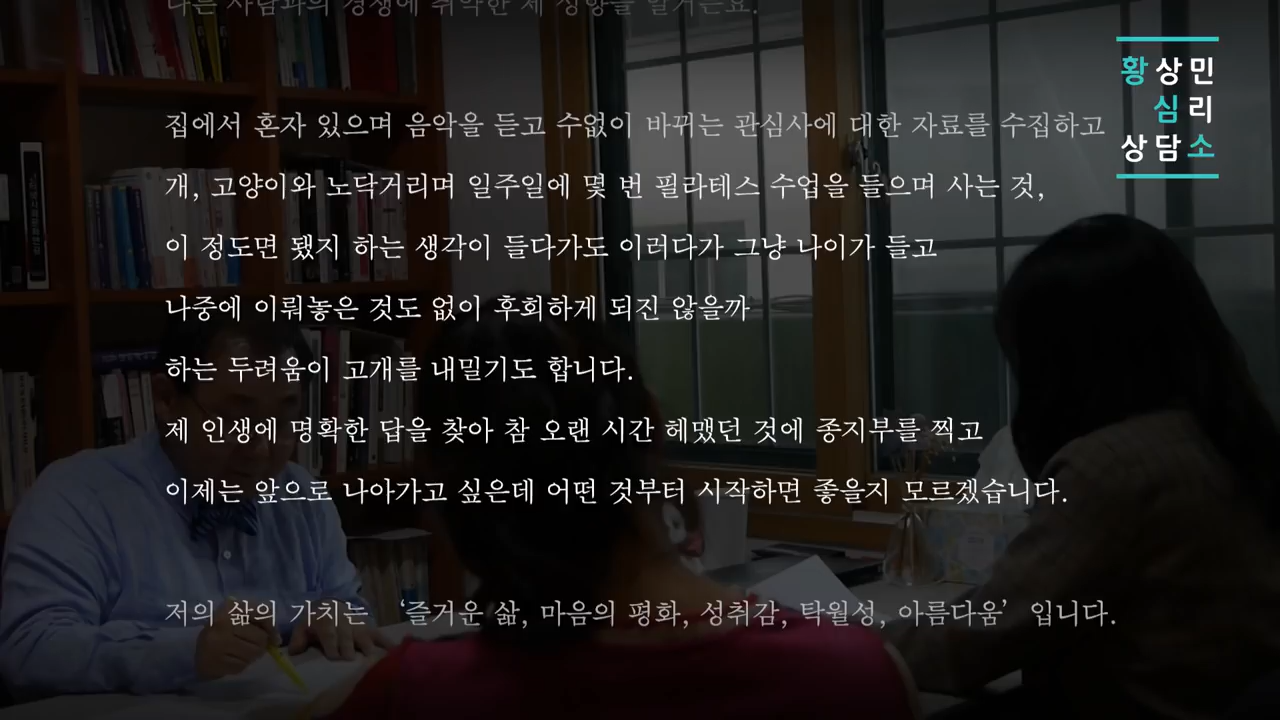 집에서 혼자 있으며 음악을 듣고 수없이 바뀌는 관심사에 대한 자료를 수집하고
개, 고양이와 노닥거리며 일주일에 몇 번 필라테스 수업을 들으며 사는 것,
이 정도면 됐지 하는 생각이 들다가도 이러다가 그냥 나이가 들고
나중에 이뤄놓은 것도 없이 후회하게 되진 않을까
하는 두려움이 고개를 내밀기도 합니다.
제 인생에 명확한 답을 찾아 참 오랜 시간 헤맸던 것에 종지부를 찍고
이제는 앞으로 나아가고 싶은데 어떤 것부터 시작하면 좋을지 모르겠습니다.
저의 삶의 가치는 ‘즐거운 삶, 마음의 평화, 성취감, 탁월성, 아름다움’ 입니다.
황상민
심리
상담소